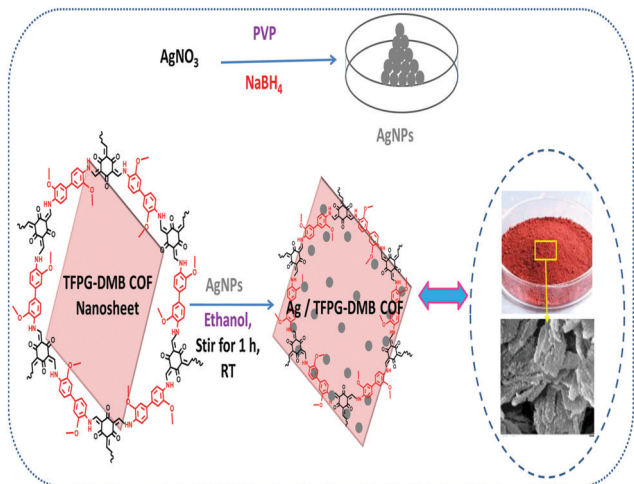 PVP
AgNO₃
NaBH₄
AgNPs
TFPG-DMB COF
Nanosheet
AgNPs
Ethanol,
Stir for 1 h,
RT
Ag / TFPG-DMB COF